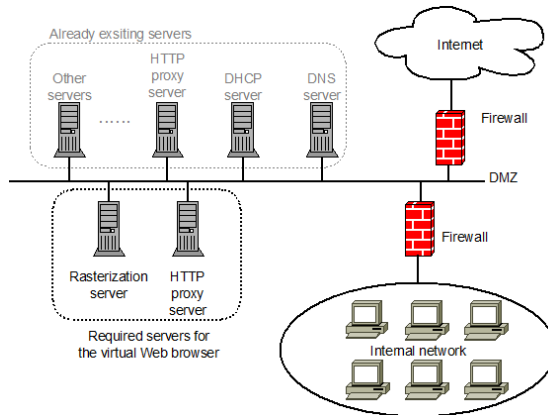 Already exsiting servers
Internet
Other
servers
HTTP
proxy
server
DHCP
server
DNS
server
Firewall
DMZ
Firewall
Rasterization
server
HTTP
proxy
server
Required servers for
the virtual Web browser
Internal network